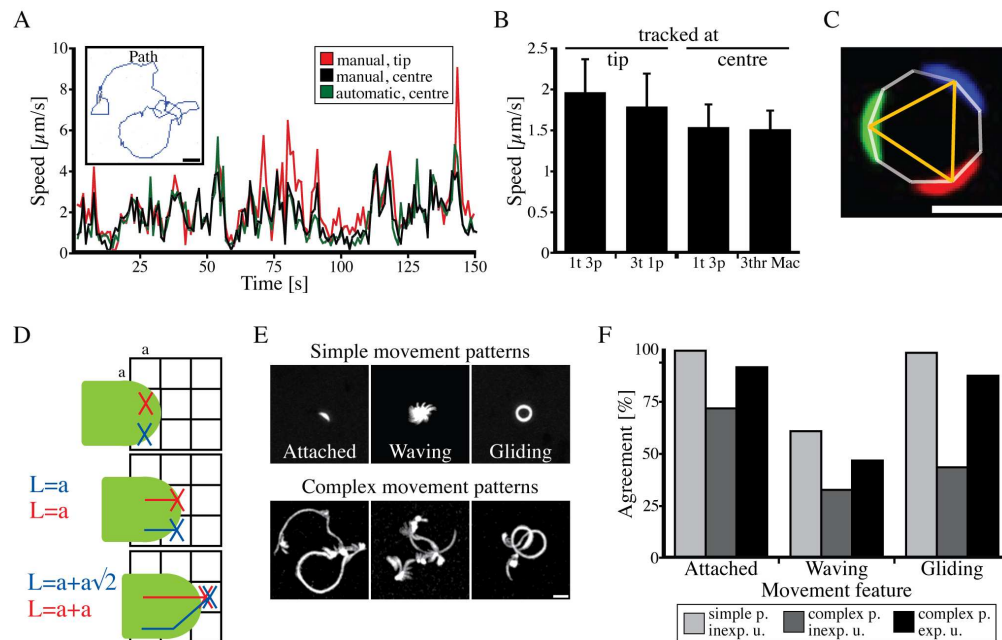 A
10
8
6
4
2
0
Speed [µm/s]
Path
manual, tip
manual, centre
automatic, centre
25
50
75
100
125
150
Time [s]
B
tracked at
tip
centre
2.5
2
1.5
1
0.5
0
Speed [µm/s]
1t 3p
3t 1p
1t 3p
3thr Mac
C
D
a
a
L=a
L=a
L=a+a√2
L=a+a
E
Simple movement patterns
Attached
Waving
Gliding
Complex movement patterns
F
100
75
50
25
0
Agreement [%]
Attached
Waving
Gliding
Movement feature
simple p.
inexp. u.
complex p.
inexp. u.
complex p.
exp. u.